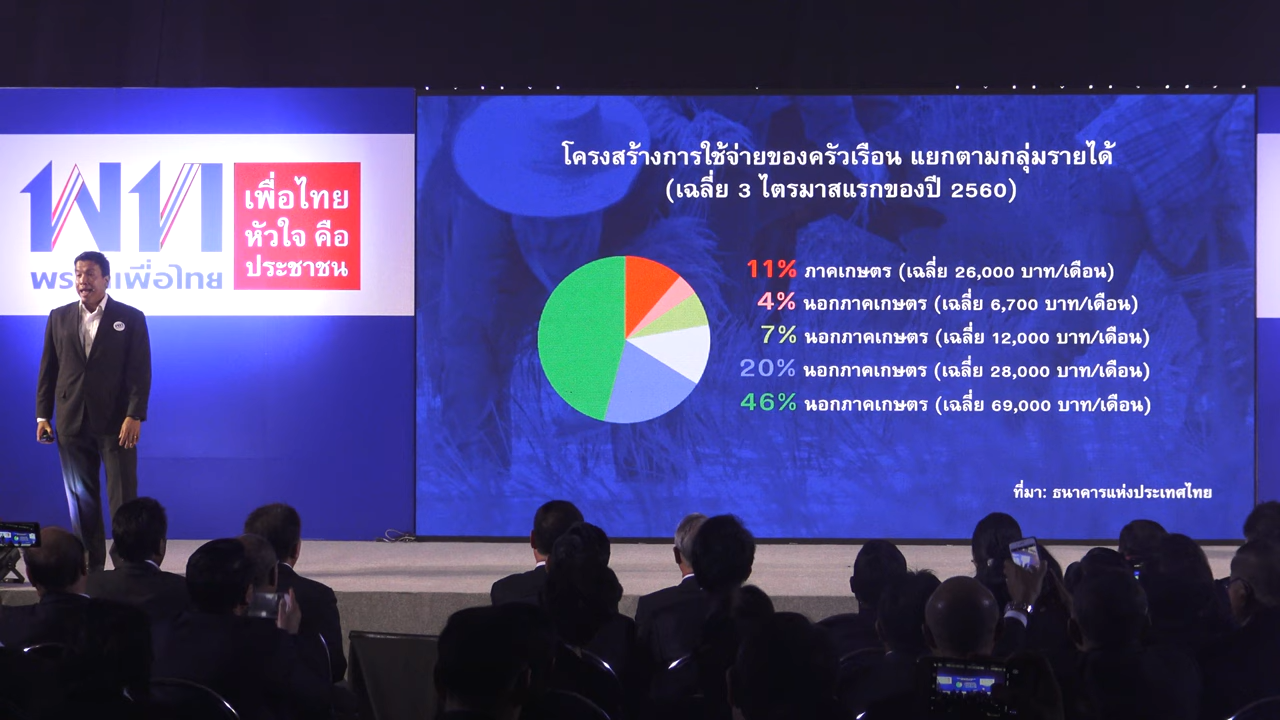 พท
พรรคเพื่อไทย
เพื่อไทย
หัวใจ คือ
ประชาชน
โครงสร้างการใช้จ่ายของครัวเรือน แยกตามกลุ่มรายได้
(เฉลี่ย 3 ไตรมาสแรกของปี 2560)
11% ภาคเกษตร (เฉลี่ย 26,000 บาท/เดือน)
4% นอกภาคเกษตร (เฉลี่ย 6,700 บาท/เดือน)
7% นอกภาคเกษตร (เฉลี่ย 12,000 บาท/เดือน)
20% นอกภาคเกษตร (เฉลี่ย 28,000 บาท/เดือน)
46% นอกภาคเกษตร (เฉลี่ย 69,000 บาท/เดือน)
ที่มา: ธนาคารแห่งประเทศไทย